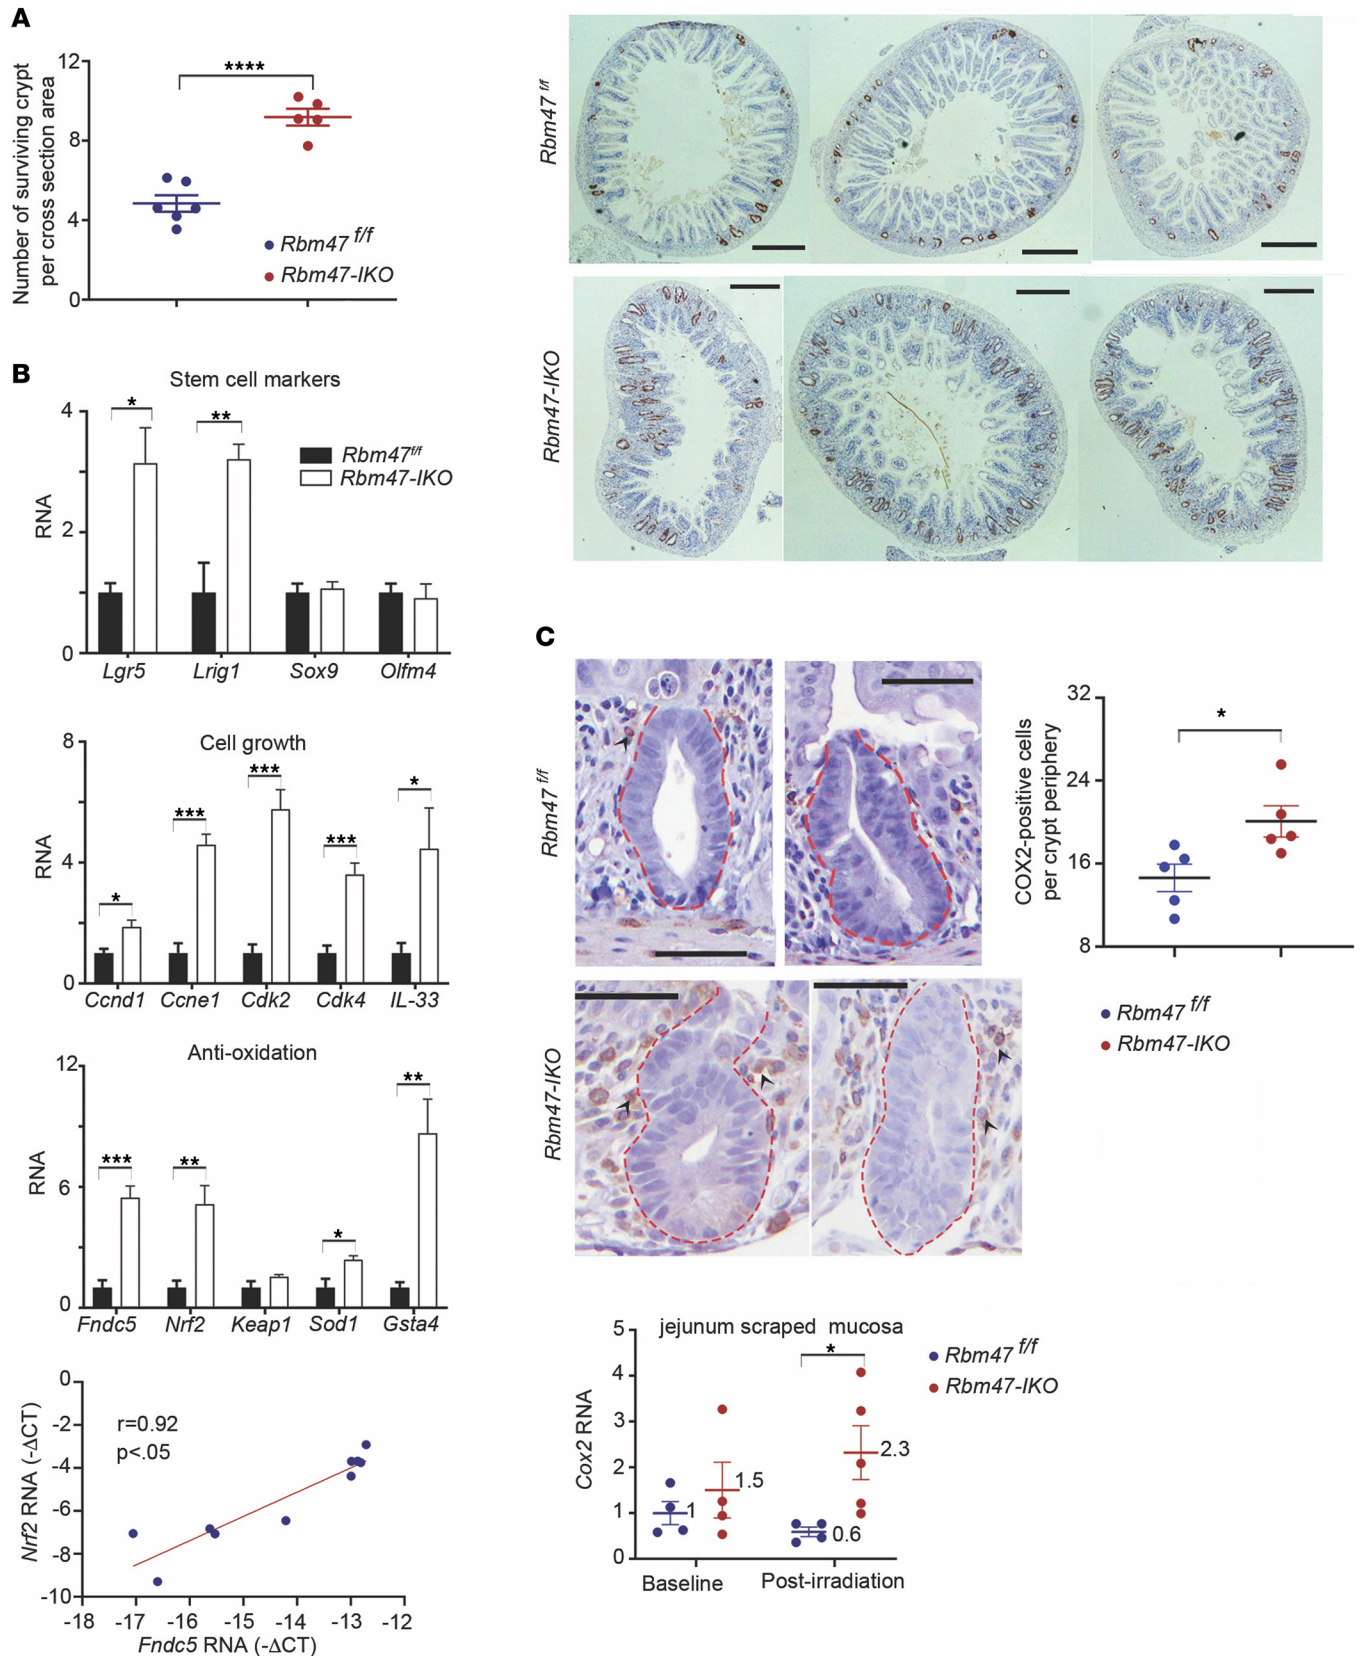 A
Number of surviving crypt
per cross section area
12
8
4
0
****
Rbm47 f/f
Rbm47-IKO
Rbm47 f/f
Rbm47-IKO
B
Stem cell markers
RNA
4
2
0
*
**
Rbm47f/f
Rbm47-IKO
Lgr5
Lrig1
Sox9
Olfm4
Cell growth
RNA
8
4
0
*
***
***
***
*
Ccnd1
Ccne1
Cdk2
Cdk4
IL-33
Anti-oxidation
RNA
12
6
0
***
**
*
**
Fndc5
Nrf2
Keap1
Sod1
Gsta4
Nrf2 RNA (-ΔCT)
0
-2
-4
-6
-8
-10
r=0.92
p<.05
-18
-17
-16
-15
-14
-13
-12
Fndc5 RNA (-ΔCT)
C
Rbm47 f/f
Rbm47-IKO
COX2-positive cells
per crypt periphery
32
24
16
8
*
Rbm47 f/f
Rbm47-IKO
jejunum scraped mucosa
Cox2 RNA
5
4
3
2
1
0
1
1.5
0.6
2.3
*
Baseline
Post-irradiation
Rbm47 f/f
Rbm47-IKO